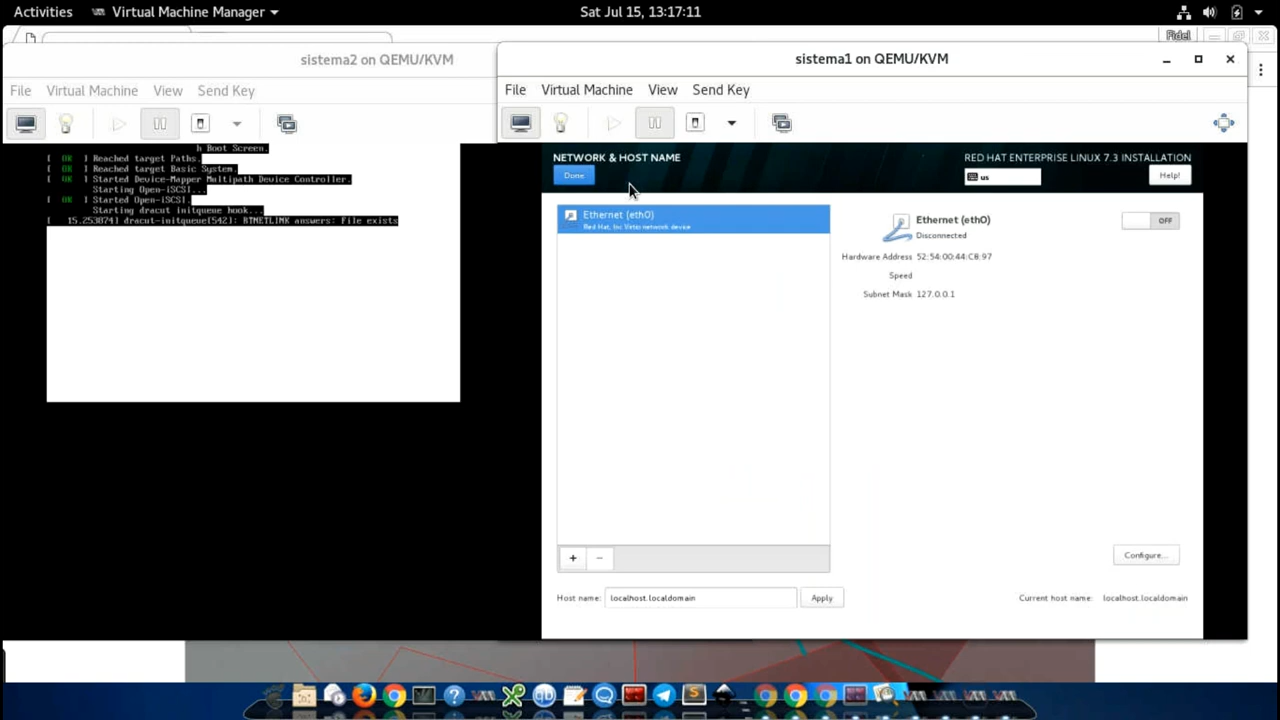 Activities
Virtual Machine Manager
Sat Jul 15, 13:17:11
Fidel
sistema2 on QEMU/KVM
File Virtual Machine View Send Key
h Boot Screen.
[ OK ] Reached target Paths.
[ OK ] Reached target Basic System.
[ OK ] Started Device-Mapper Multipath Device Controller.
Starting Open-iSCSI...
[ OK ] Started Open-iSCSI.
Starting dracut initqueue hook...
[ 15.253074] dracut-initqueue[542]: RTNETLINK answers: File exists
sistema1 on QEMU/KVM
File Virtual Machine View Send Key
NETWORK & HOST NAME
Done
RED HAT ENTERPRISE LINUX 7.3 INSTALLATION
us
Help!
Ethernet (eth0)
Red Hat, Inc Virtio network device
Ethernet (eth0)
Disconnected
OFF
Hardware Address 52:54:00:44:C8:97
Speed
Subnet Mask 127.0.0.1
+ −
Configure...
Host name: localhost.localdomain
Apply
Current host name: localhost.localdomain